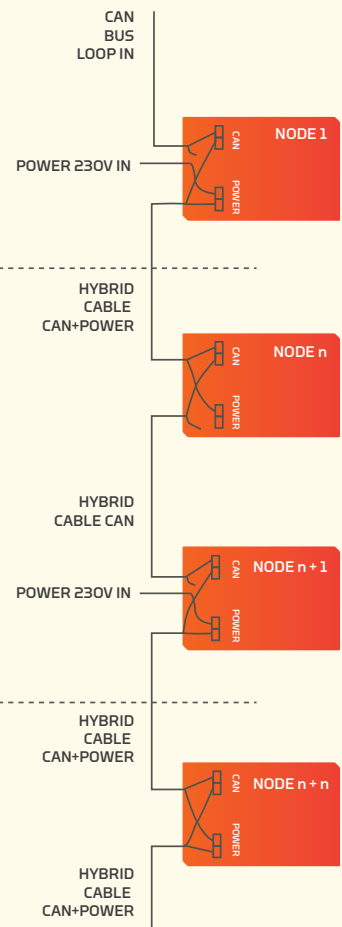 CAN
BUS
LOOP IN
NODE 1
CAN
POWER 230V IN
POWER
HYBRID
CABLE
CAN+POWER
NODE n
CAN
POWER
HYBRID
CABLE CAN
NODE n + 1
CAN
POWER 230V IN
POWER
HYBRID
CABLE
CAN+POWER
NODE n + n
CAN
POWER
HYBRID
CABLE
CAN+POWER